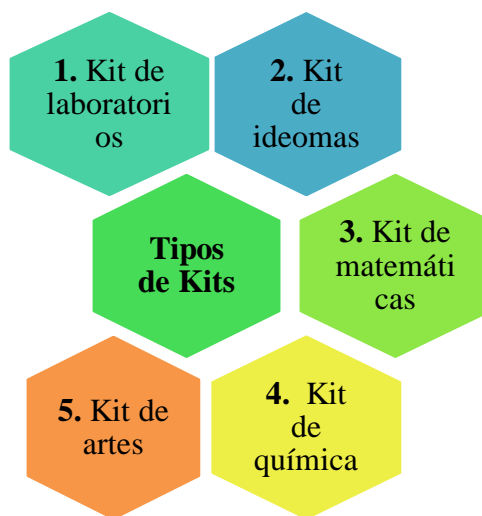 1. Kit de
laboratori
os
2. Kit
de
ideomas
Tipos
de Kits
3. Kit de
matemáti
cas
5. Kit de
artes
4. Kit
de
química